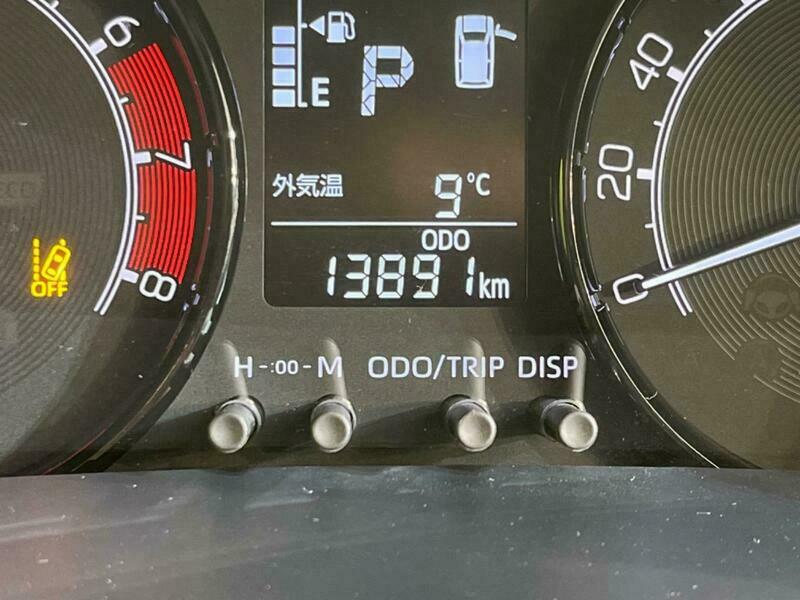 6
7
8
OFF
E
P
外気温 9°C
ODO
13891km
40
20
0
H -:00- M ODO/TRIP DISP